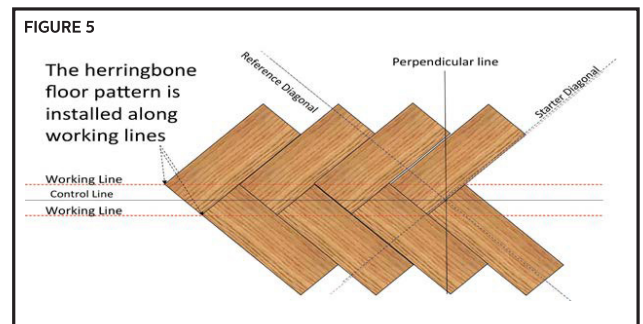 FIGURE 5
The herringbone
floor pattern is
installed along
working lines
Reference Diagonal
Perpendicular line
Starter Diagonal
Working Line
Control Line
Working Line